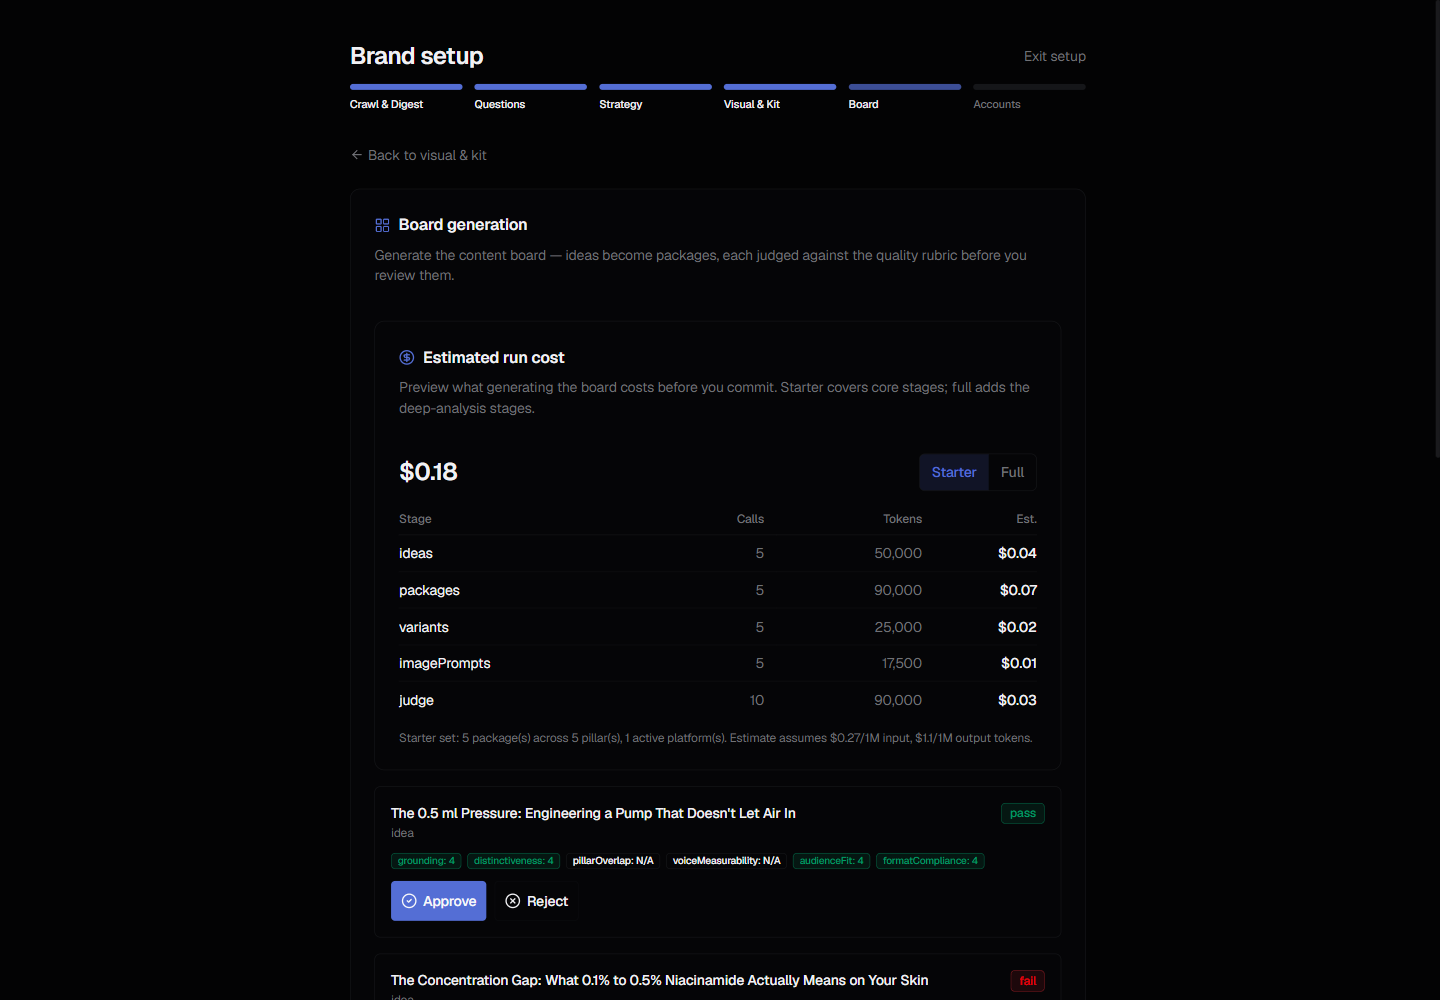 Brand setup
Exit setup
Crawl & Digest
Questions
Strategy
Visual & Kit
Board
Accounts
← Back to visual & kit
Board generation
Generate the content board — ideas become packages, each judged against the quality rubric before you
review them.
Estimated run cost
Preview what generating the board costs before you commit. Starter covers core stages; full adds the
deep-analysis stages.
$0.18
Starter
Full
Stage Calls Tokens Est.
ideas 5 50,000 $0.04
packages 5 90,000 $0.07
variants 5 25,000 $0.02
imagePrompts 5 17,500 $0.01
judge 10 90,000 $0.03
Starter set: 5 package(s) across 5 pillar(s), 1 active platform(s). Estimate assumes $0.27/1M input, $1.1/1M output tokens.
The 0.5 ml Pressure: Engineering a Pump That Doesn't Let Air In
pass
idea
grounding: 4 distinctiveness: 4 pillarOverlap: N/A voiceMeasurability: N/A audienceFit: 4 formatCompliance: 4
Approve
Reject
The Concentration Gap: What 0.1% to 0.5% Niacinamide Actually Means on Your Skin
fail
idea